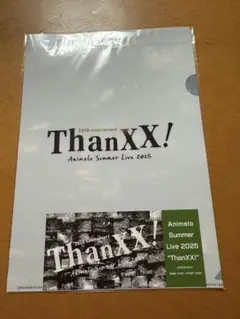 20th Anniversary
ThanXX!
Animelo Summer Live 2025
ThanXX!
Animelo
Summer
Live 2025
"ThanXX!"